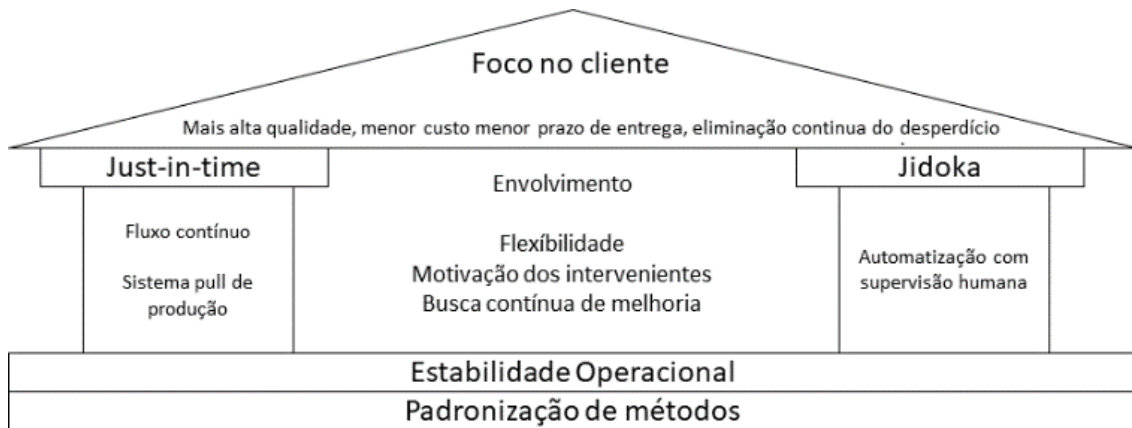 Foco no cliente
Mais alta qualidade, menor custo menor prazo de entrega, eliminação continua do desperdício
Just-in-time
Fluxo contínuo
Sistema pull de
produção
Envolvimento
Flexíbilidade
Motivação dos intervenientes
Busca contínua de melhoria
Jidoka
Automatização com
supervisão humana
Estabilidade Operacional
Padronização de métodos